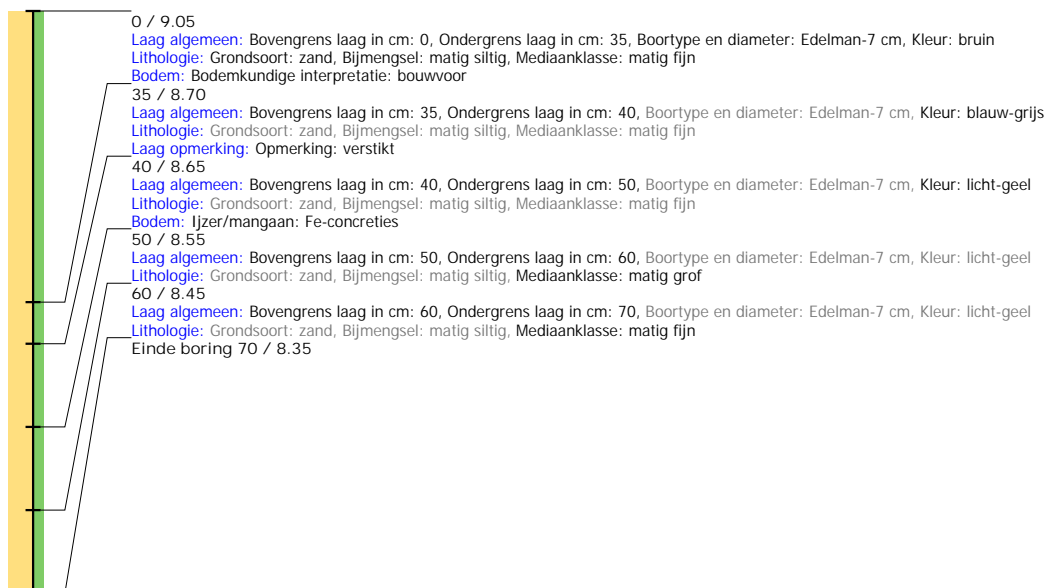 0 / 9.05
Laag algemeen: Bovengrens laag in cm: 0, Ondergrens laag in cm: 35, Boortype en diameter: Edelman-7 cm, Kleur: bruin
Lithologie: Grondsoort: zand, Bijmengsel: matig siltig, Mediaanklasse: matig fijn
Bodem: Bodemkundige interpretatie: bouwvoor
35 / 8.70
Laag algemeen: Bovengrens laag in cm: 35, Ondergrens laag in cm: 40, Boortype en diameter: Edelman-7 cm, Kleur: blauw-grijs
Lithologie: Grondsoort: zand, Bijmengsel: matig siltig, Mediaanklasse: matig fijn
Laag opmerking: Opmerking: verstikt
40 / 8.65
Laag algemeen: Bovengrens laag in cm: 40, Ondergrens laag in cm: 50, Boortype en diameter: Edelman-7 cm, Kleur: licht-geel
Lithologie: Grondsoort: zand, Bijmengsel: matig siltig, Mediaanklasse: matig fijn
Bodem: Ijzer/mangaan: Fe-concreties
50 / 8.55
Laag algemeen: Bovengrens laag in cm: 50, Ondergrens laag in cm: 60, Boortype en diameter: Edelman-7 cm, Kleur: licht-geel
Lithologie: Grondsoort: zand, Bijmengsel: matig siltig, Mediaanklasse: matig grof
60 / 8.45
Laag algemeen: Bovengrens laag in cm: 60, Ondergrens laag in cm: 70, Boortype en diameter: Edelman-7 cm, Kleur: licht-geel
Lithologie: Grondsoort: zand, Bijmengsel: matig siltig, Mediaanklasse: matig fijn
Einde boring 70 / 8.35